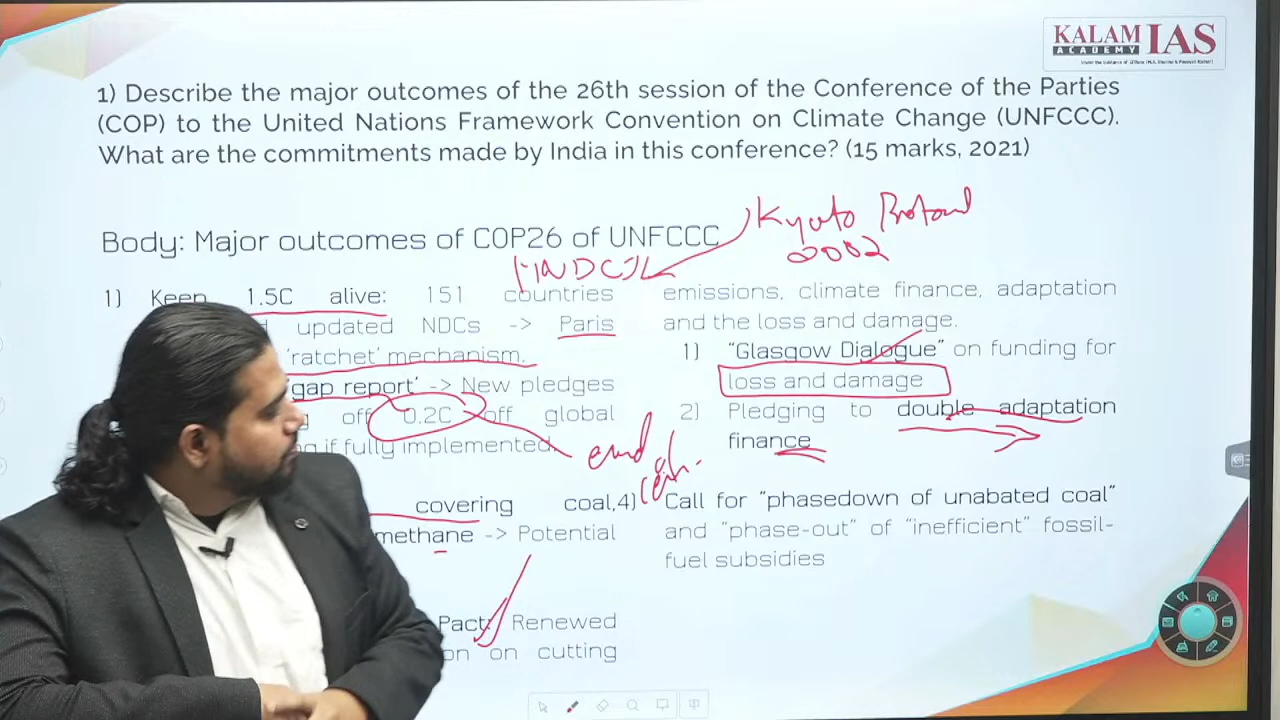 KALAM IAS
ACADEMY
1) Describe the major outcomes of the 26th session of the Conference of the Parties
(COP) to the United Nations Framework Convention on Climate Change (UNFCCC).
What are the commitments made by India in this conference? (15 marks, 2021)
Kyoto
2002
Body: Major outcomes of COP26 of UNFCCC
INDC
1) Keep 1.5C alive: 151 countries
updated NDCs -> Paris
'ratchet' mechanism.
gap report' -> New pledges
off 0.2C off global
if fully implemented.
covering coal,
methane -> Potential
Pact: Renewed
on cutting
emissions, climate finance, adaptation
and the loss and damage.
1) "Glasgow Dialogue" on funding for
loss and damage
2) Pledging to double adaptation
finance
end
4) Call for "phasedown of unabated coal"
and "phase-out" of "inefficient" fossil-
fuel subsidies